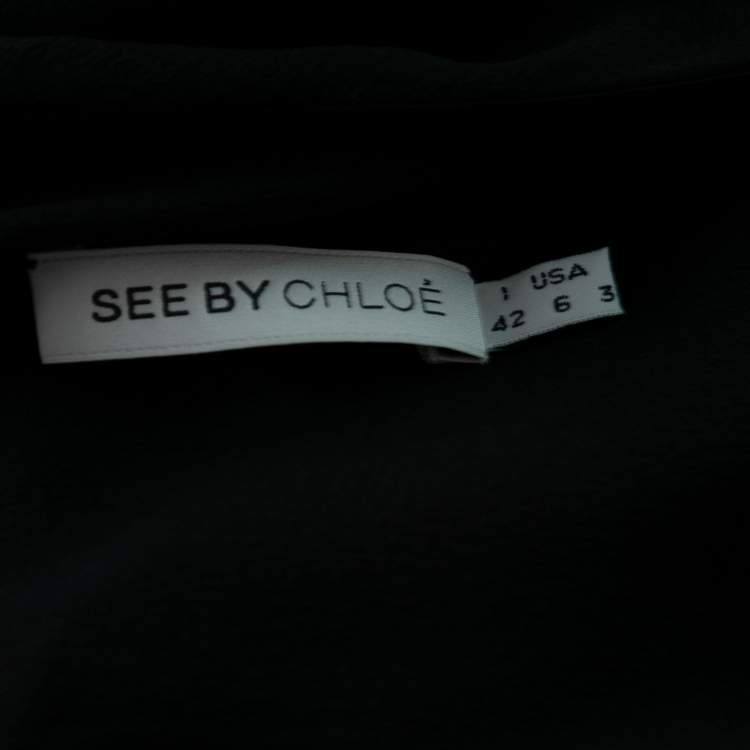 SEE BY CHLOÉ
I USA
42 6 3